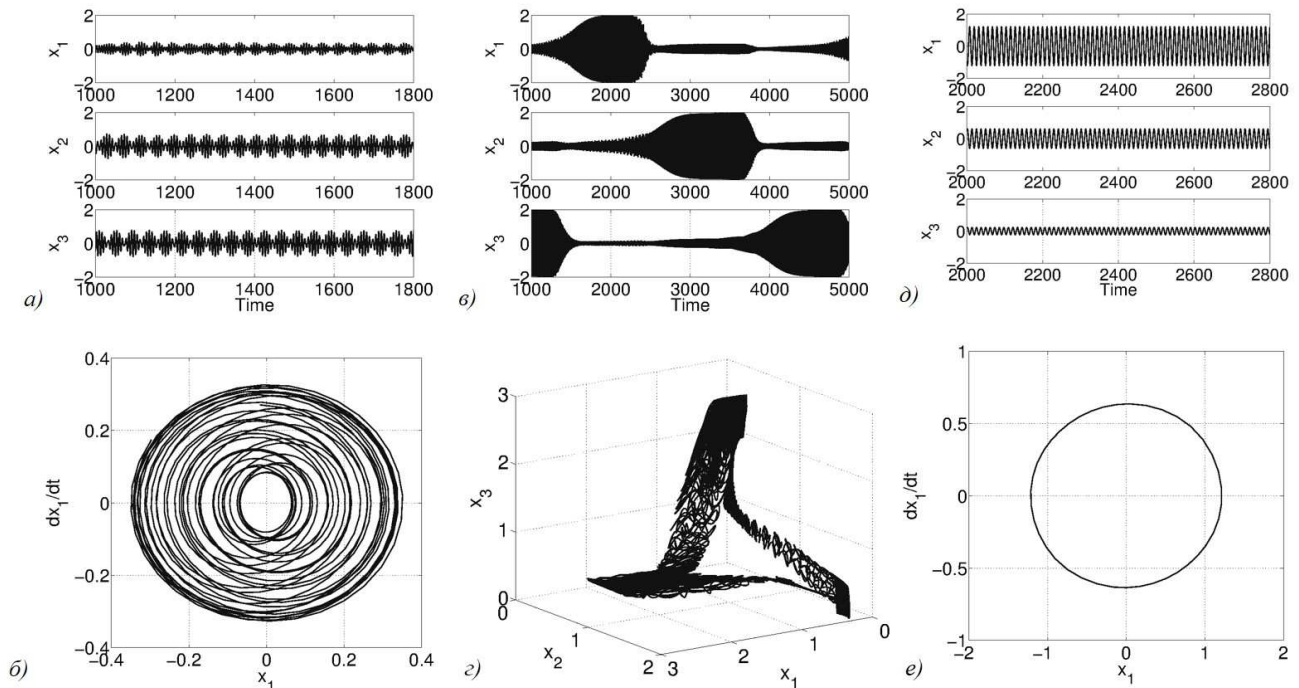 2
0
−2
x₁
1000 1200 1400 1600 1800
2
0
−2
x₂
1000 1200 1400 1600 1800
2
0
−2
x₃
1000 1200 1400 1600 1800
Time
а)
2
0
−2
x₁
1000 2000 3000 4000 5000
2
0
−2
x₂
1000 2000 3000 4000 5000
2
0
−2
x₃
1000 2000 3000 4000 5000
Time
в)
2
0
−2
x₁
2000 2200 2400 2600 2800
2
0
−2
x₂
2000 2200 2400 2600 2800
2
0
−2
x₃
2000 2200 2400 2600 2800
Time
д)
0.4
0.2
0
−0.2
−0.4
dx₁/dt
−0.4 −0.2 0 0.2 0.4
x₁
б)
3
2
1
0
x₃
0
1
2
x₂
3
2
1
0
x₁
г)
1
0.5
0
−0.5
−1
dx₁/dt
−2 −1 0 1 2
x₁
е)